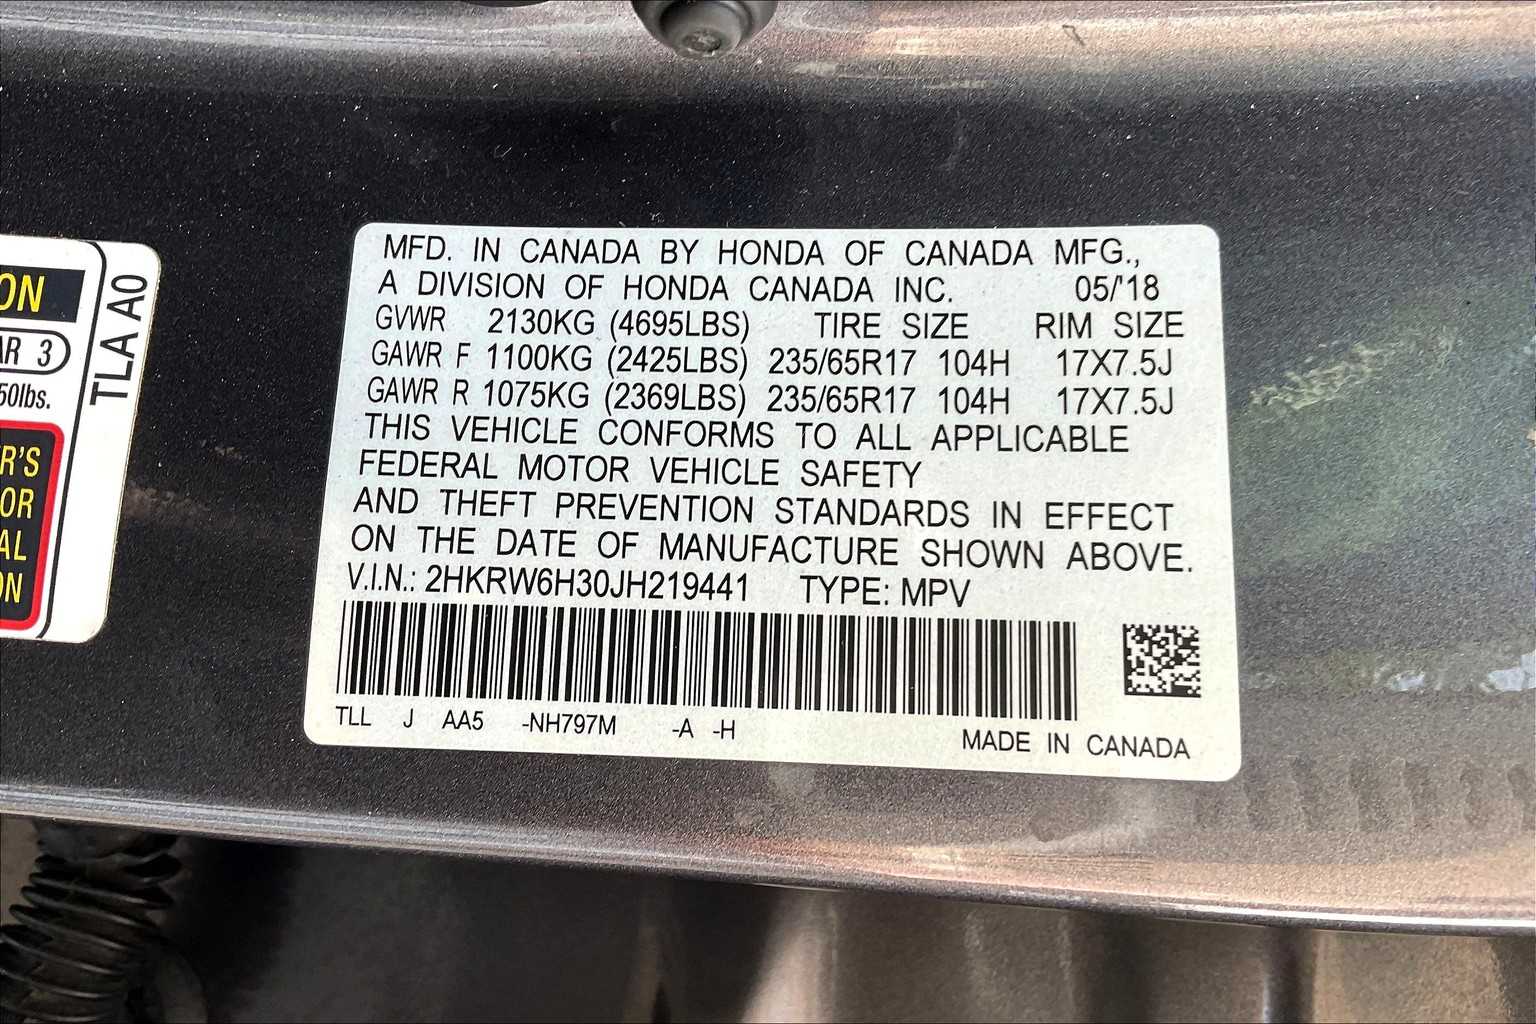 ON
AR 3
50lbs.
R'S
OR
AL
ON
TLA A0
MFD. IN CANADA BY HONDA OF CANADA MFG.,
A DIVISION OF HONDA CANADA INC. 05/'18
GVWR 2130KG (4695LBS) TIRE SIZE RIM SIZE
GAWR F 1100KG (2425LBS) 235/65R17 104H 17X7.5J
GAWR R 1075KG (2369LBS) 235/65R17 104H 17X7.5J
THIS VEHICLE CONFORMS TO ALL APPLICABLE
FEDERAL MOTOR VEHICLE SAFETY
AND THEFT PREVENTION STANDARDS IN EFFECT
ON THE DATE OF MANUFACTURE SHOWN ABOVE.
V.I.N.: 2HKRW6H30JH219441 TYPE: MPV
TLL J AA5 -NH797M -A -H
MADE IN CANADA